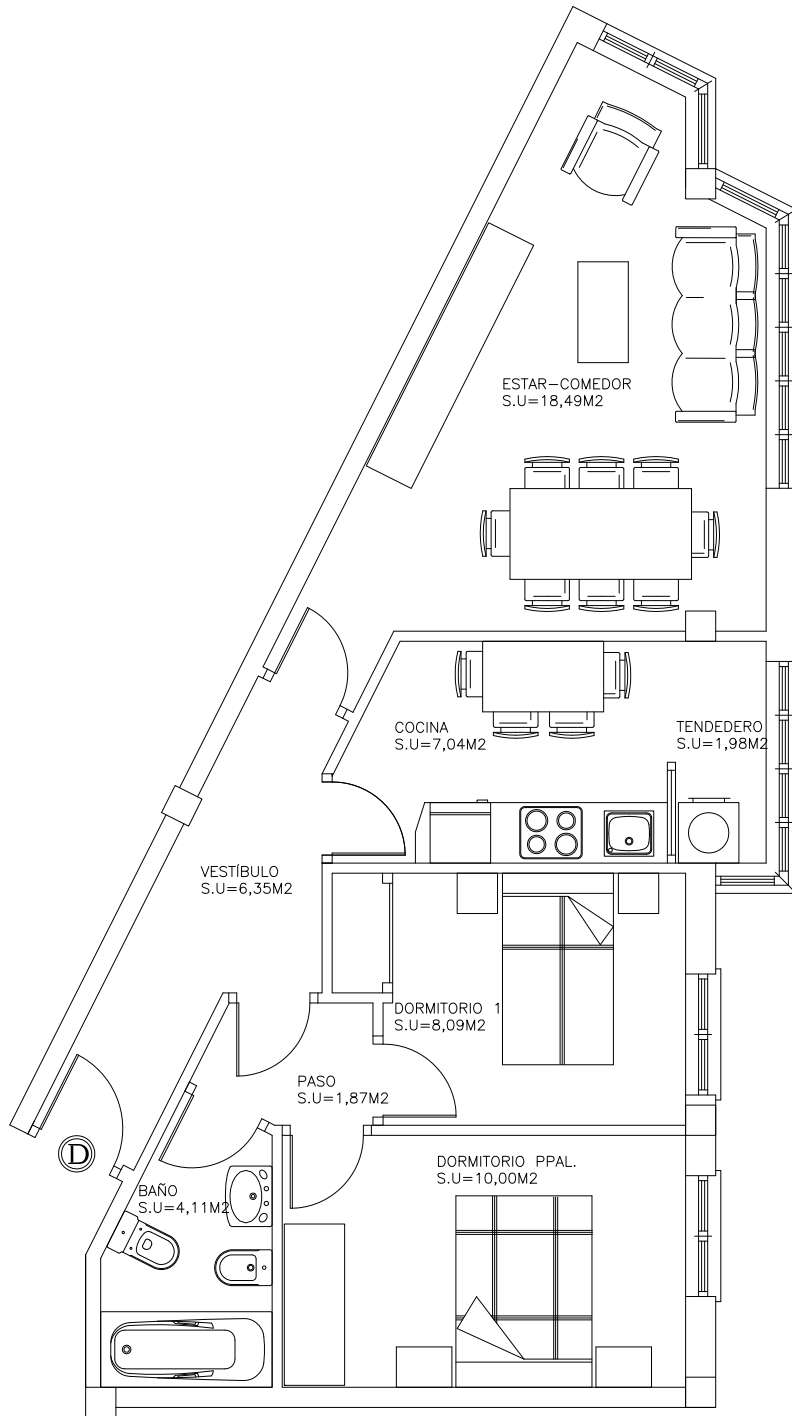 ESTAR-COMEDOR
S.U=18,49M2
COCINA
S.U=7,04M2
TENDEDERO
S.U=1,98M2
VESTÍBULO
S.U=6,35M2
DORMITORIO 1
S.U=8,09M2
PASO
S.U=1,87M2
D
DORMITORIO PPAL.
S.U=10,00M2
BAÑO
S.U=4,11M2